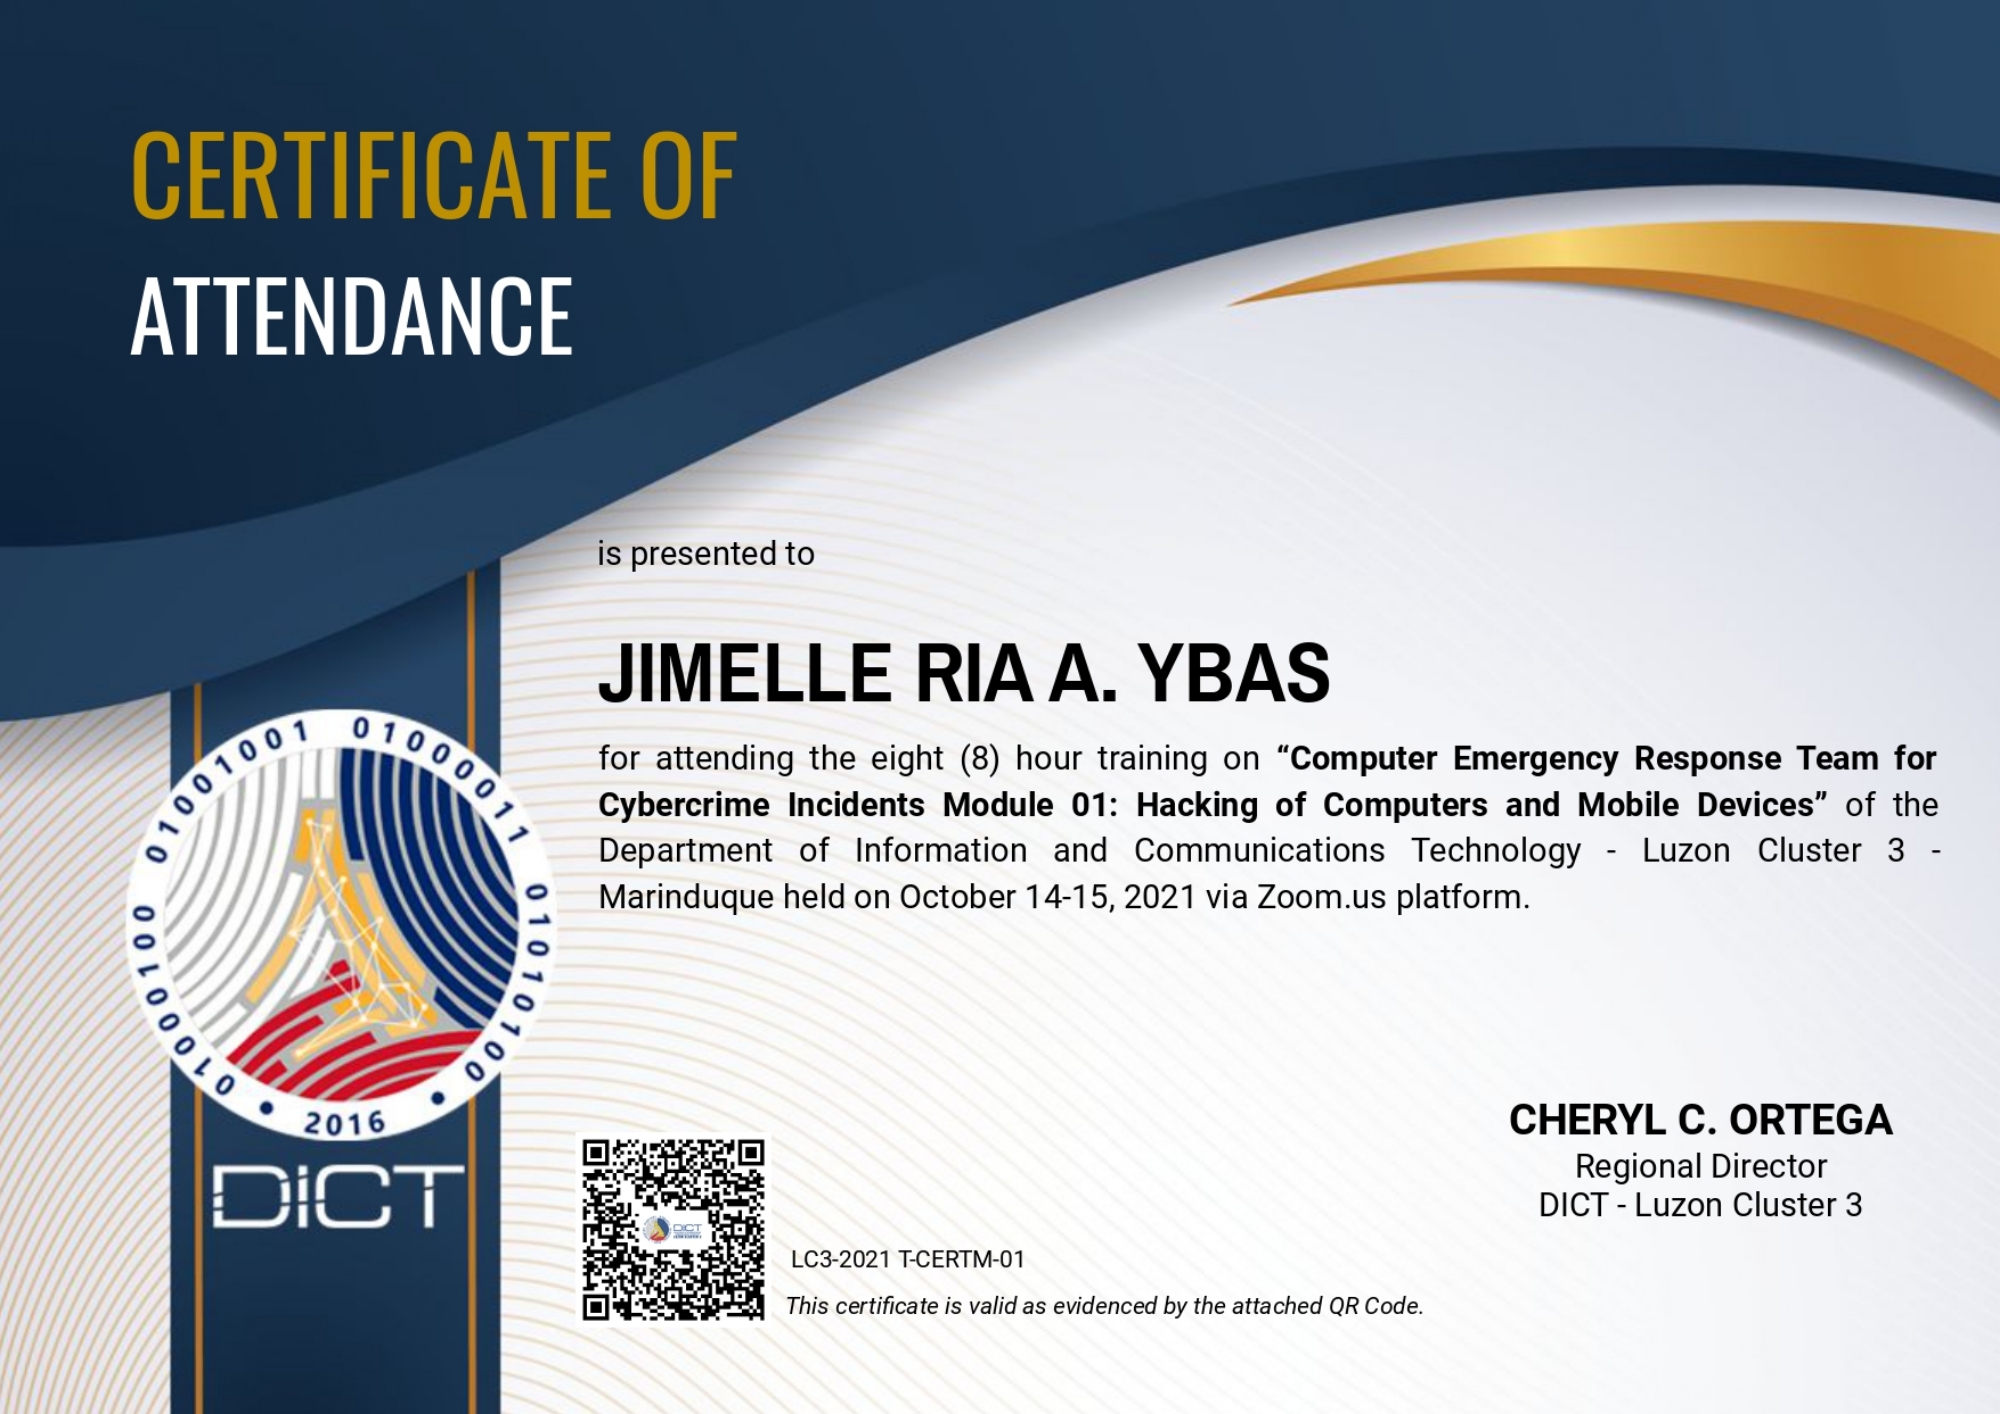 CERTIFICATE OF
ATTENDANCE
is presented to
JIMELLE RIA A. YBAS
for attending the eight (8) hour training on “Computer Emergency Response Team for
Cybercrime Incidents Module 01: Hacking of Computers and Mobile Devices” of the
Department of Information and Communications Technology - Luzon Cluster 3 -
Marinduque held on October 14-15, 2021 via Zoom.us platform.
01000100 01001001 01000011 01010100
• 2016 •
DICT
CHERYL C. ORTEGA
Regional Director
DICT - Luzon Cluster 3
DICT
LC3-2021 T-CERTM-01
This certificate is valid as evidenced by the attached QR Code.